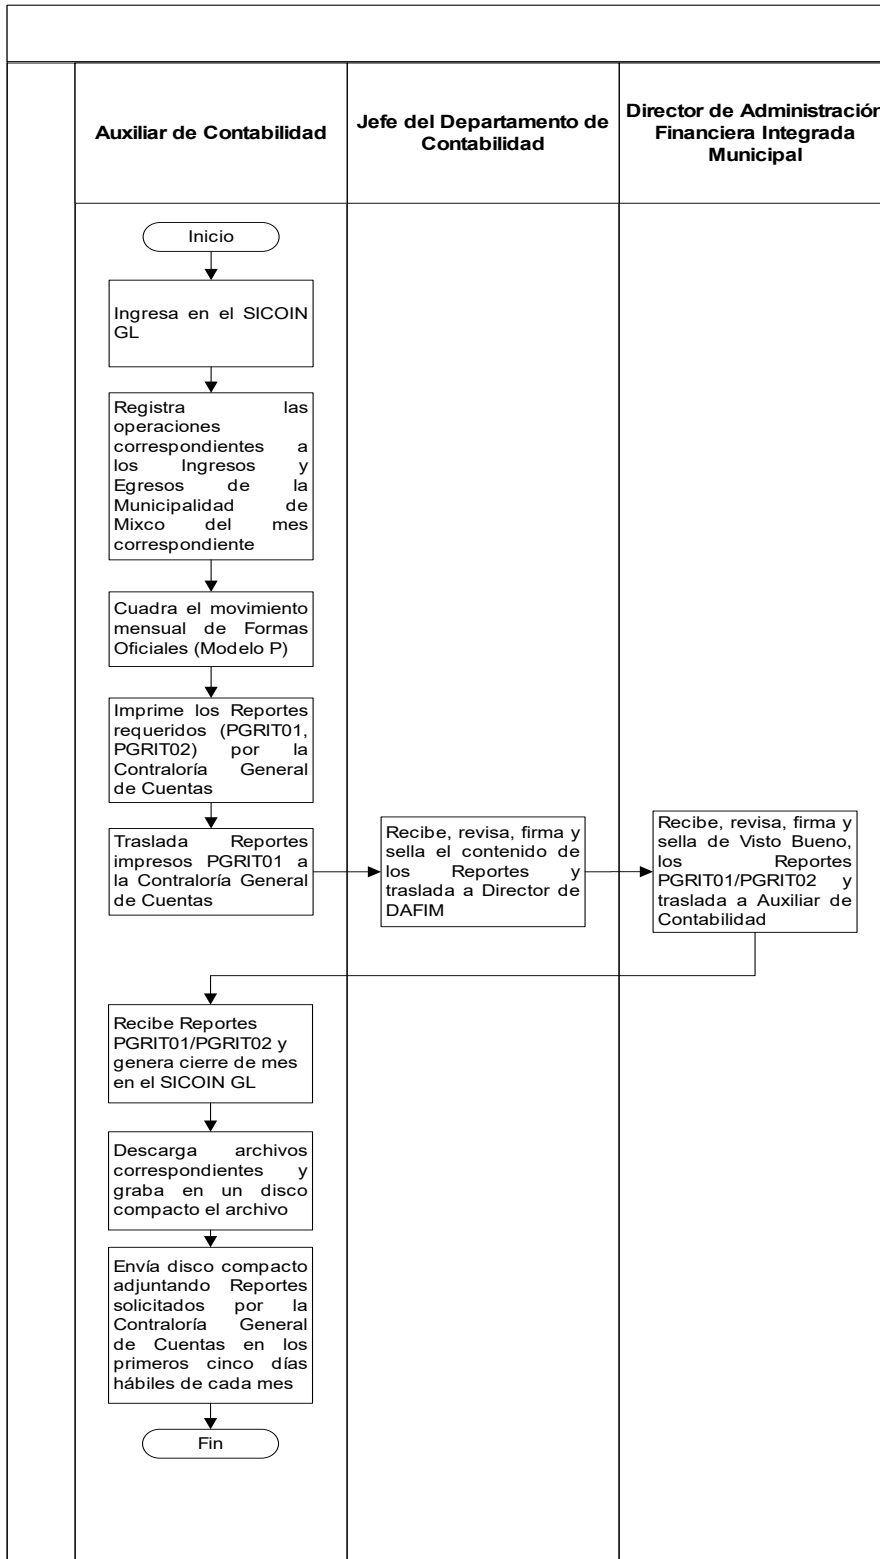 Auxiliar de Contabilidad
Jefe del Departamento de
Contabilidad
Director de Administración
Financiera Integrada
Municipal
Inicio
Ingresa en el SICOIN
GL
Registra las
operaciones
correspondientes a
los Ingresos y
Egresos de la
Municipalidad de
Mixco del mes
correspondiente
Cuadra el movimiento
mensual de Formas
Oficiales (Modelo P)
Imprime los Reportes
requeridos (PGRIT01,
PGRIT02) por la
Contraloría General
de Cuentas
Traslada Reportes
impresos PGRIT01 a
la Contraloría General
de Cuentas
Recibe, revisa, firma y
sella el contenido de
los Reportes y
traslada a Director de
DAFIM
Recibe, revisa, firma y
sella de Visto Bueno,
los Reportes
PGRIT01/PGRIT02 y
traslada a Auxiliar de
Contabilidad
Recibe Reportes
PGRIT01/PGRIT02 y
genera cierre de mes
en el SICOIN GL
Descarga archivos
correspondientes y
graba en un disco
compacto el archivo
Envía disco compacto
adjuntando Reportes
solicitados por la
Contraloría General
de Cuentas en los
primeros cinco días
hábiles de cada mes
Fin